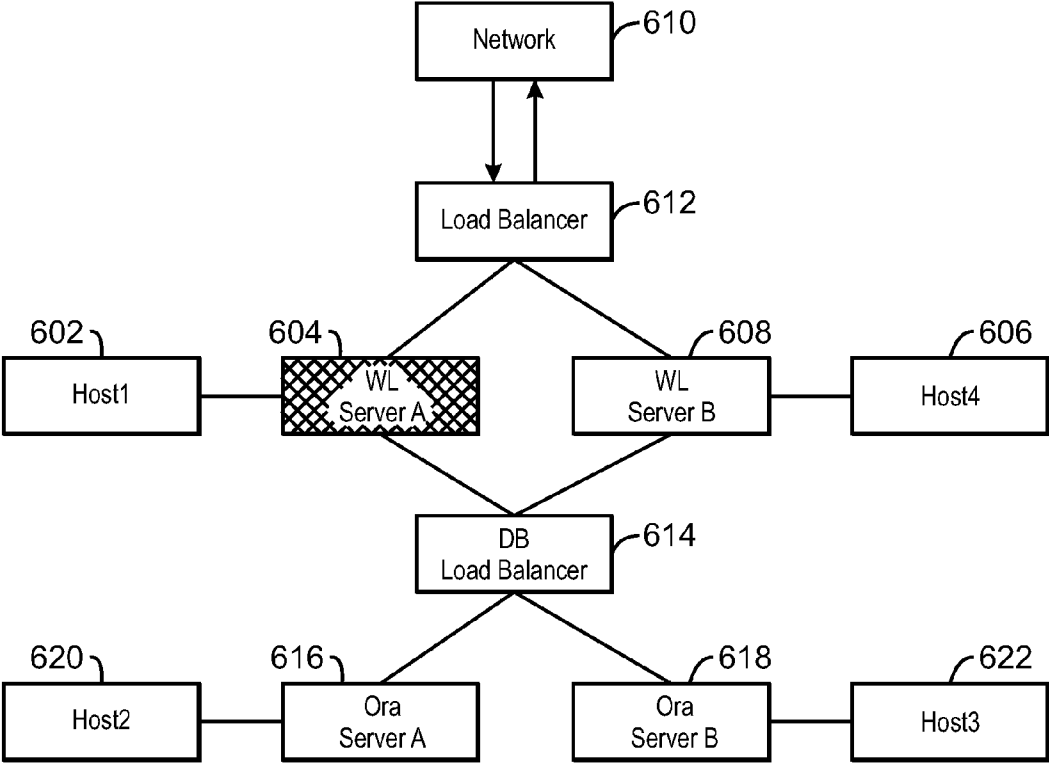 Network
610
Load Balancer
612
602
604
608
606
Host1
WL
Server A
WL
Server B
Host4
DB
Load Balancer
614
620
616
618
622
Host2
Ora
Server A
Ora
Server B
Host3